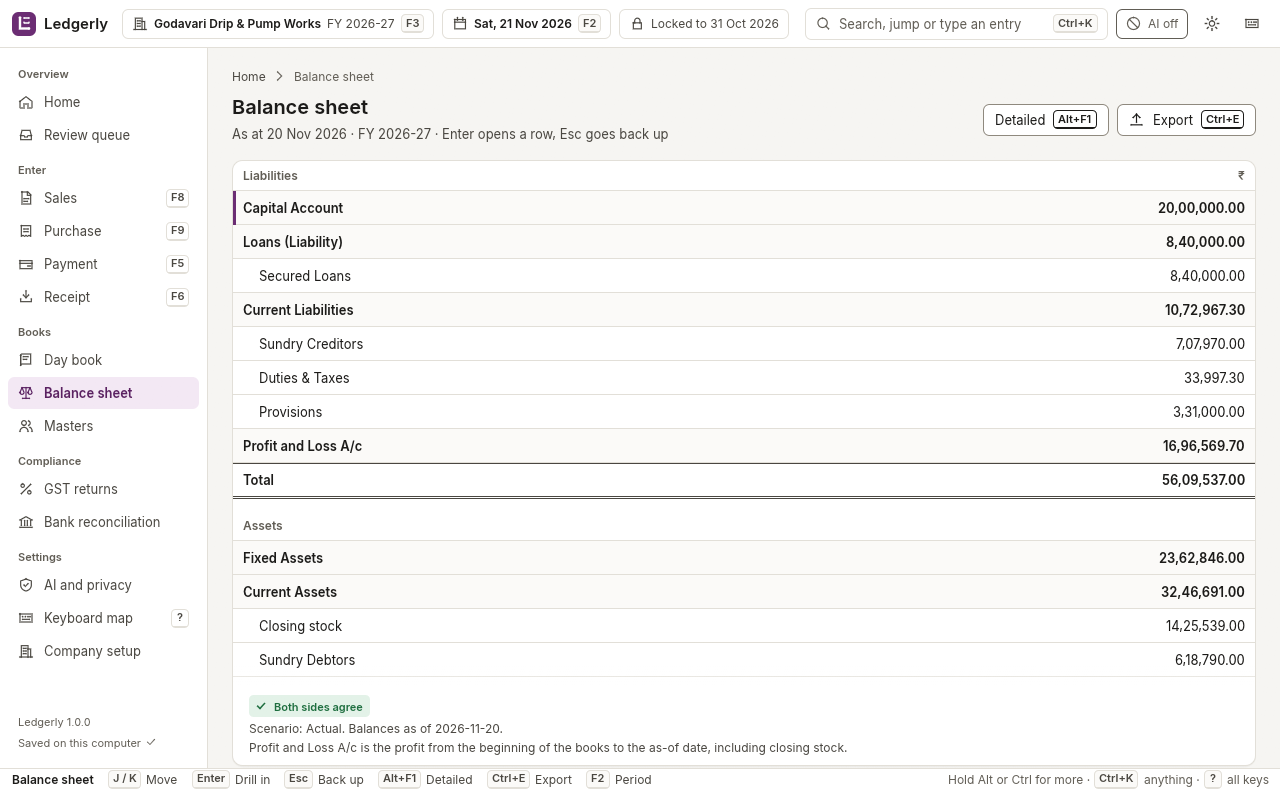 Ledgerly
Godavari Drip & Pump Works FY 2026-27 F3
Sat, 21 Nov 2026 F2
Locked to 31 Oct 2026
Search, jump or type an entry Ctrl+K
AI off
Overview
Home
Review queue
Enter
Sales F8
Purchase F9
Payment F5
Receipt F6
Books
Day book
Balance sheet
Masters
Compliance
GST returns
Bank reconciliation
Settings
AI and privacy
Keyboard map ?
Company setup
Ledgerly 1.0.0
Saved on this computer
Home Balance sheet
Balance sheet
As at 20 Nov 2026 · FY 2026-27 · Enter opens a row, Esc goes back up
Detailed Alt+F1
Export Ctrl+E
Liabilities ₹
Capital Account 20,00,000.00
Loans (Liability) 8,40,000.00
Secured Loans 8,40,000.00
Current Liabilities 10,72,967.30
Sundry Creditors 7,07,970.00
Duties & Taxes 33,997.30
Provisions 3,31,000.00
Profit and Loss A/c 16,96,569.70
Total 56,09,537.00
Assets
Fixed Assets 23,62,846.00
Current Assets 32,46,691.00
Closing stock 14,25,539.00
Sundry Debtors 6,18,790.00
Both sides agree
Scenario: Actual. Balances as of 2026-11-20.
Profit and Loss A/c is the profit from the beginning of the books to the as-of date, including closing stock.
Balance sheet J / K Move Enter Drill in Esc Back up Alt+F1 Detailed Ctrl+E Export F2 Period
Hold Alt or Ctrl for more · Ctrl+K anything · ? all keys